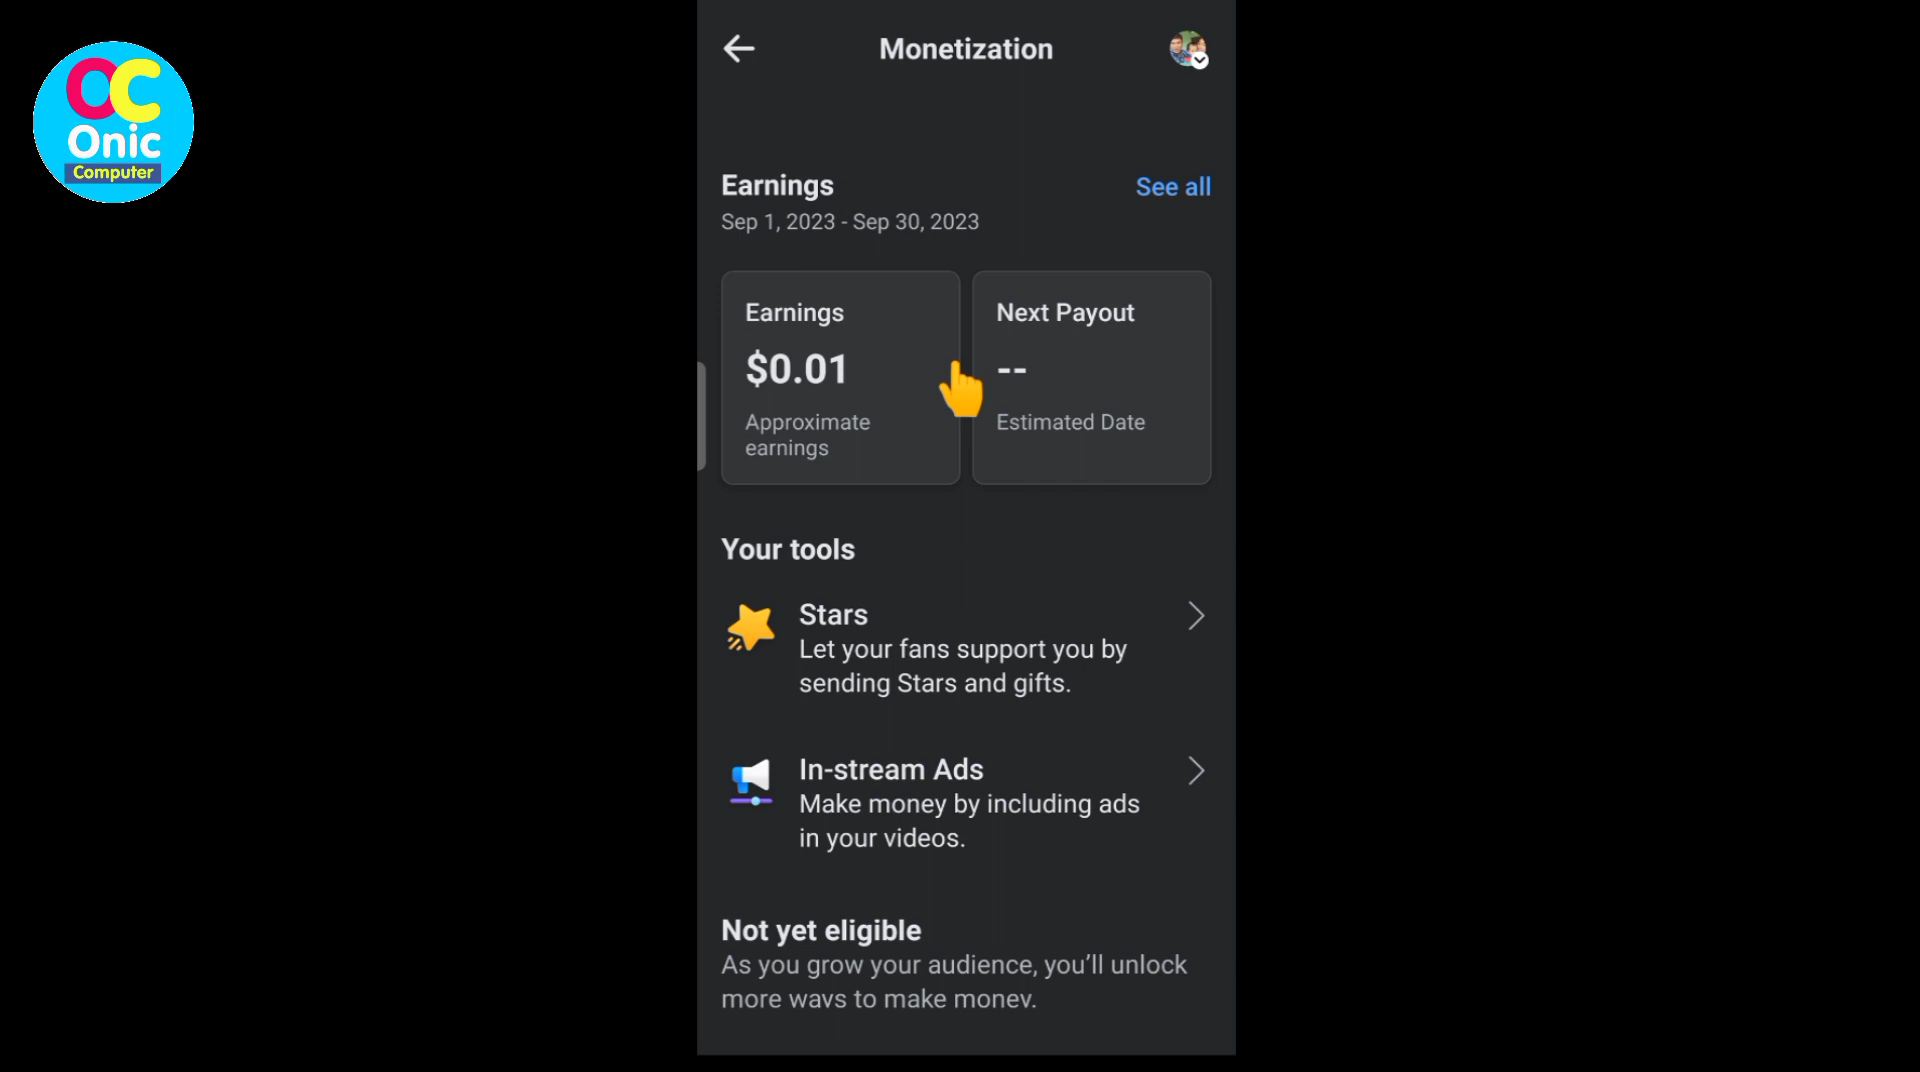 OC
Onic
Computer
Monetization
Earnings
See all
Sep 1, 2023 - Sep 30, 2023
Earnings
$0.01
Approximate
earnings
Next Payout
--
Estimated Date
Your tools
Stars
Let your fans support you by
sending Stars and gifts.
In-stream Ads
Make money by including ads
in your videos.
Not yet eligible
As you grow your audience, you’ll unlock
more ways to make money.